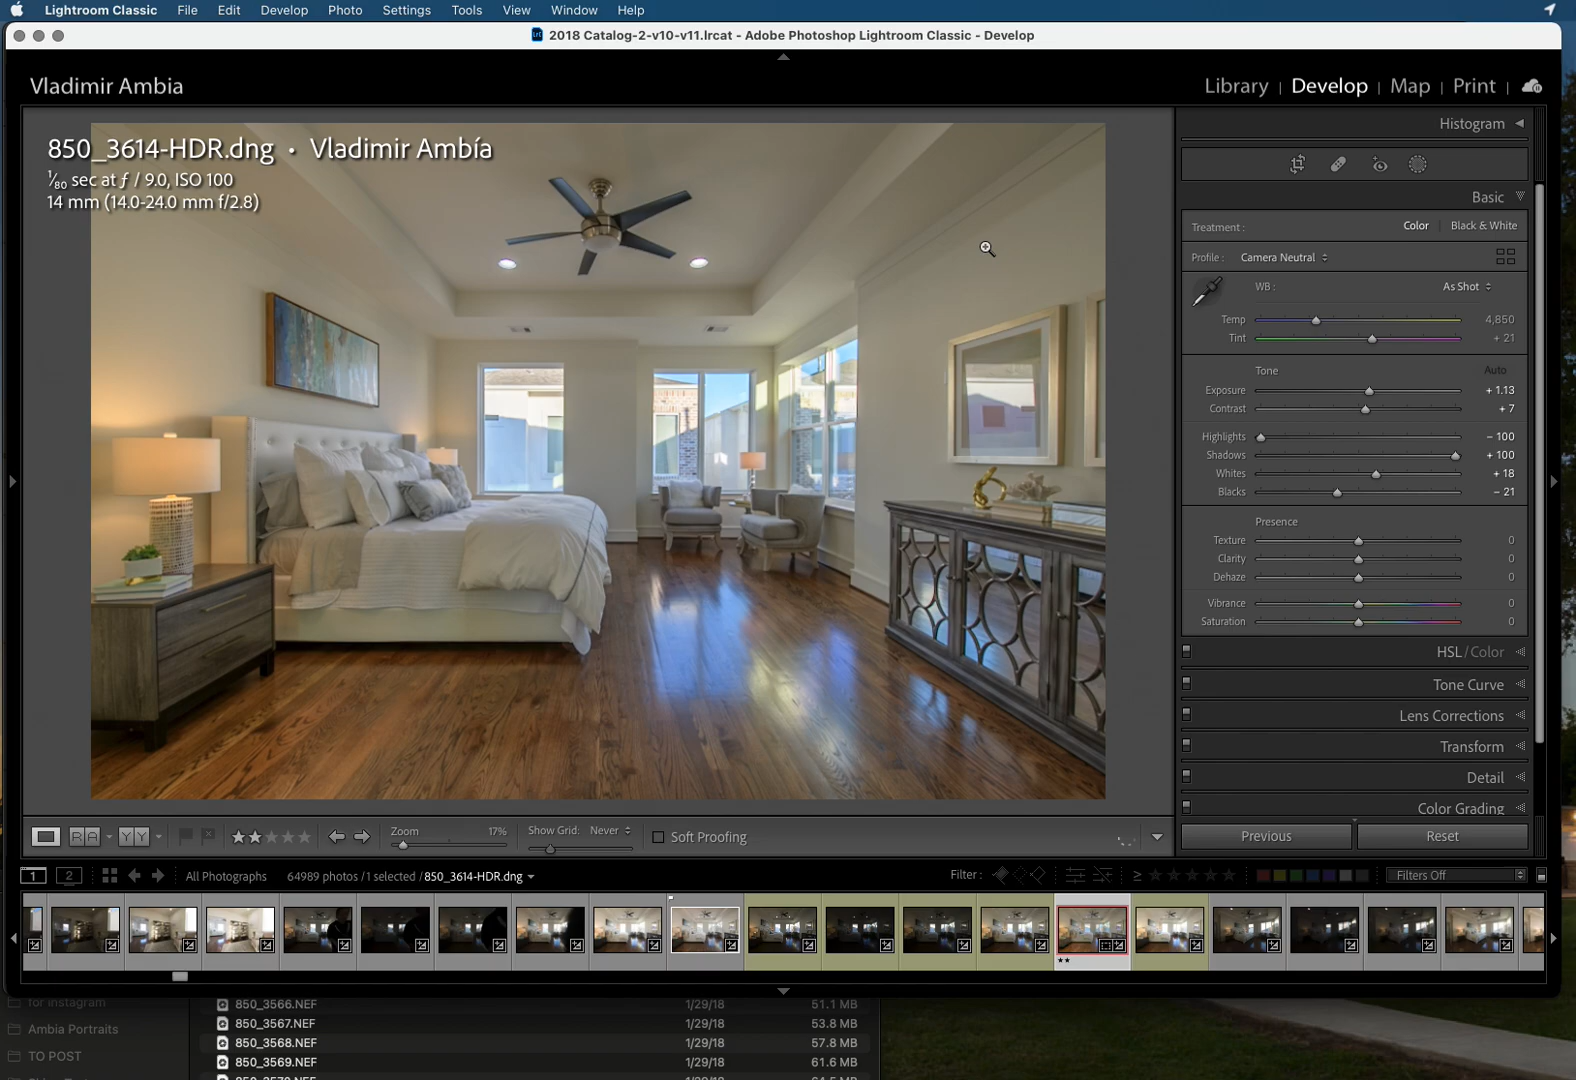 Lightroom Classic File Edit Develop Photo Settings Tools View Window Help
2018 Catalog-2-v10-v11.lrcat - Adobe Photoshop Lightroom Classic - Develop
Vladimir Ambia
Library | Develop | Map | Print |
850_3614-HDR.dng • Vladimir Ambía
1/80 sec at ƒ / 9.0, ISO 100
14 mm (14.0-24.0 mm f/2.8)
Histogram
Basic
Treatment : Color Black & White
Profile : Camera Neutral
WB : As Shot
Temp 4,850
Tint + 21
Tone Auto
Exposure + 1.13
Contrast + 7
Highlights − 100
Shadows + 100
Whites + 18
Blacks − 21
Presence
Texture 0
Clarity 0
Dehaze 0
Vibrance 0
Saturation 0
HSL / Color
Tone Curve
Lens Corrections
Transform
Detail
Color Grading
Previous Reset
R A Y Y Zoom 17% Show Grid: Never Soft Proofing
1 2 All Photographs 64989 photos / 1 selected / 850_3614-HDR.dng Filter : ≥ Filters Off
for instagram
Ambia Portraits
TO POST
850_3566.NEF 1/29/18 51.1 MB
850_3567.NEF 1/29/18 53.8 MB
850_3568.NEF 1/29/18 57.8 MB
850_3569.NEF 1/29/18 61.6 MB